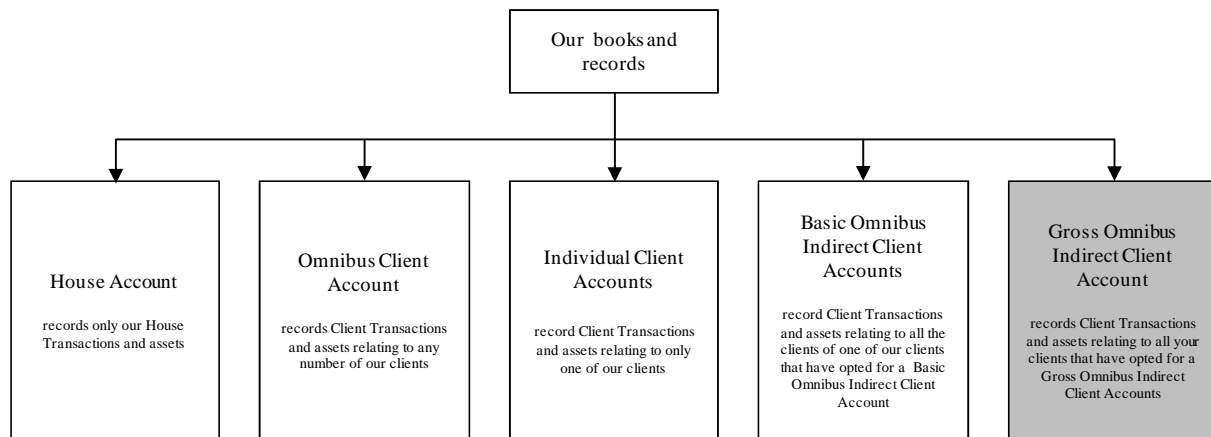 Our books and
records
House Account
records only our House
Transactions and assets
Omnibus Client
Account
records Client Transactions
and assets relating to any
number of our clients
Individual Client
Accounts
record Client Transactions
and assets relating to only
one of our clients
Basic Omnibus
Indirect Client
Accounts
record Client Transactions
and assets relating to all the
clients of one of our clients
that have opted for a Basic
Omnibus Indirect Client
Account
Gross Omnibus
Indirect Client
Account
records Client Transactions
and assets relating to all your
clients that have opted for a
Gross Omnibus Indirect
Client Accounts